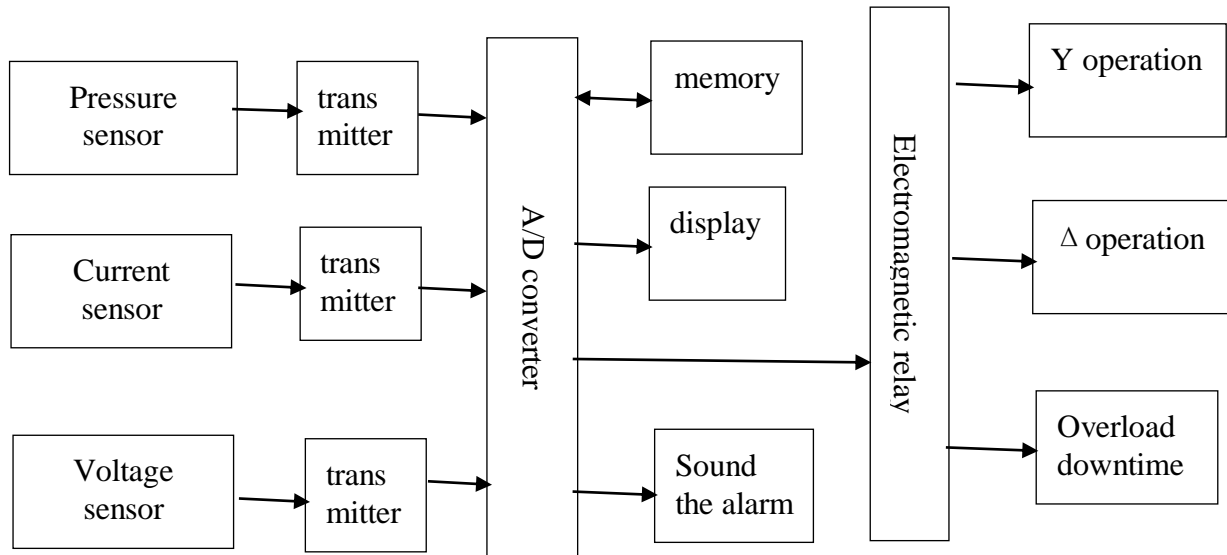 Pressure
sensor
trans
mitter
Current
sensor
trans
mitter
Voltage
sensor
trans
mitter
A/D converter
memory
display
Sound
the alarm
Electromagnetic relay
Y operation
Δ operation
Overload
downtime